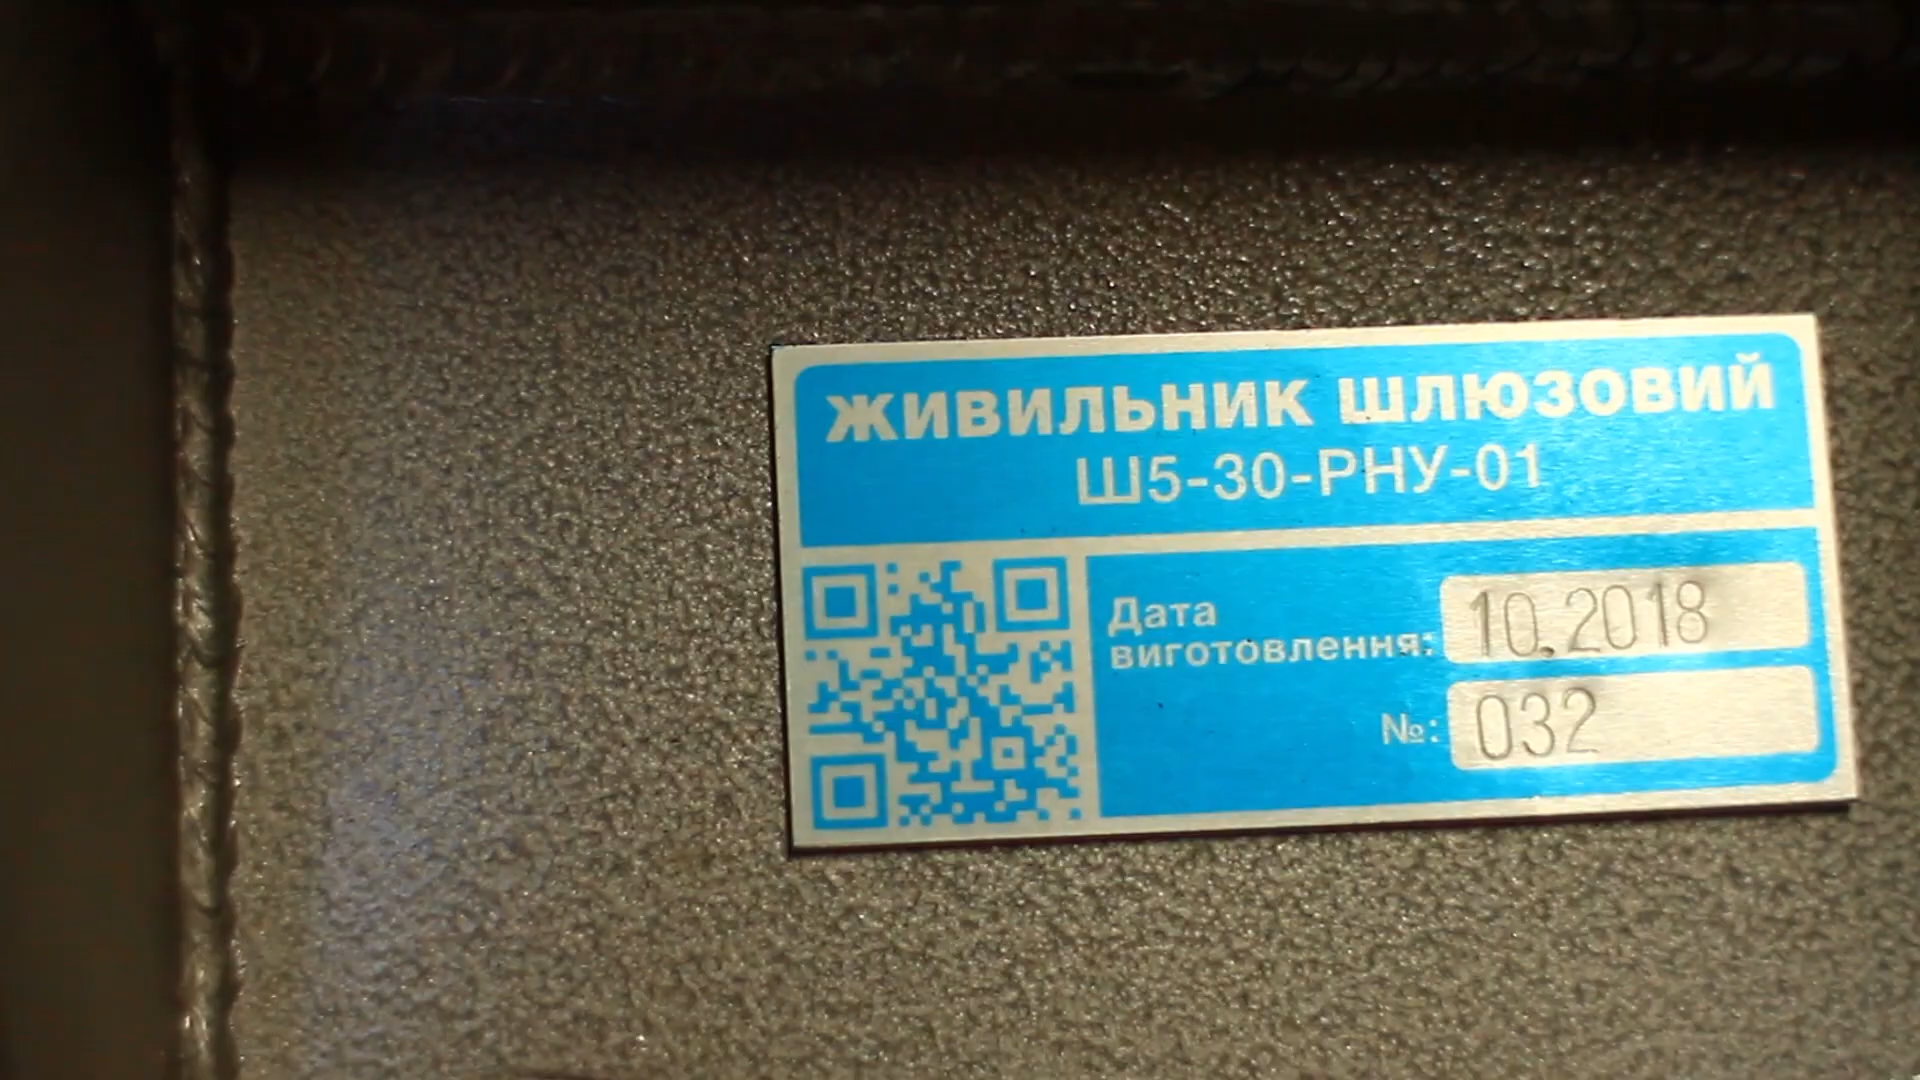 ЖИВИЛЬНИК ШЛЮЗОВИЙ
Ш5-30-РНУ-01
Дата
виготовлення: 10.2018
№: 032